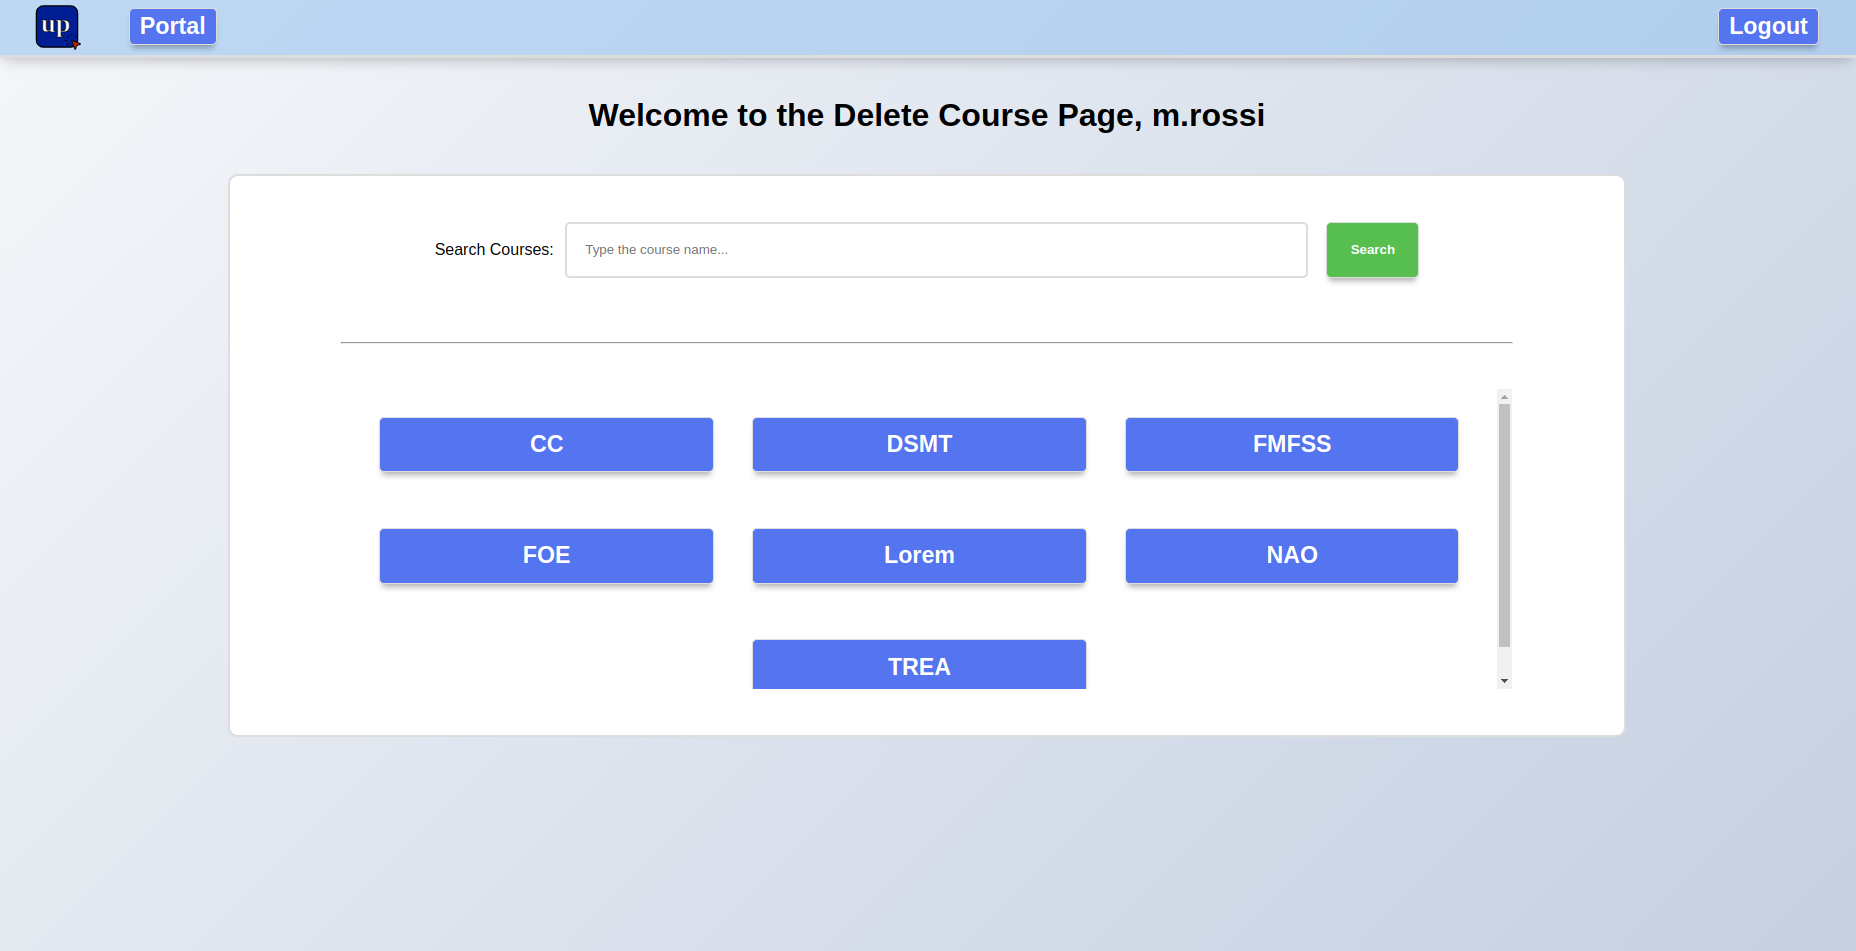 up Portal Logout
Welcome to the Delete Course Page, m.rossi
Search Courses: Type the course name... Search
CC DSMT FMFSS
FOE Lorem NAO
TREA